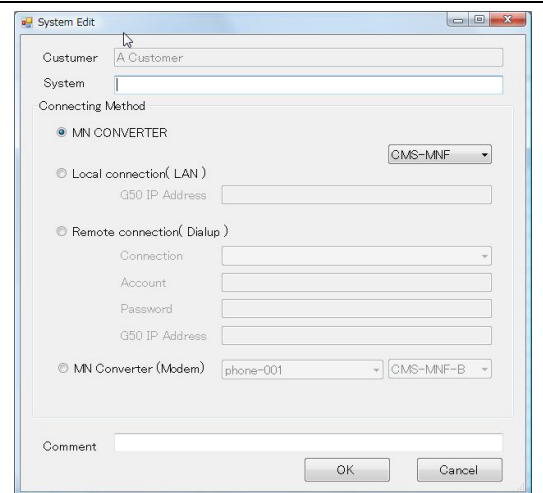 System Edit
Custumer A Customer
System
Connecting Method
MN CONVERTER
CMS-MNF
Local connection( LAN )
G50 IP Address
Remote connection( Dialup )
Connection
Account
Password
G50 IP Address
MN Converter (Modem) phone-001 CMS-MNF-B
Comment
OK Cancel